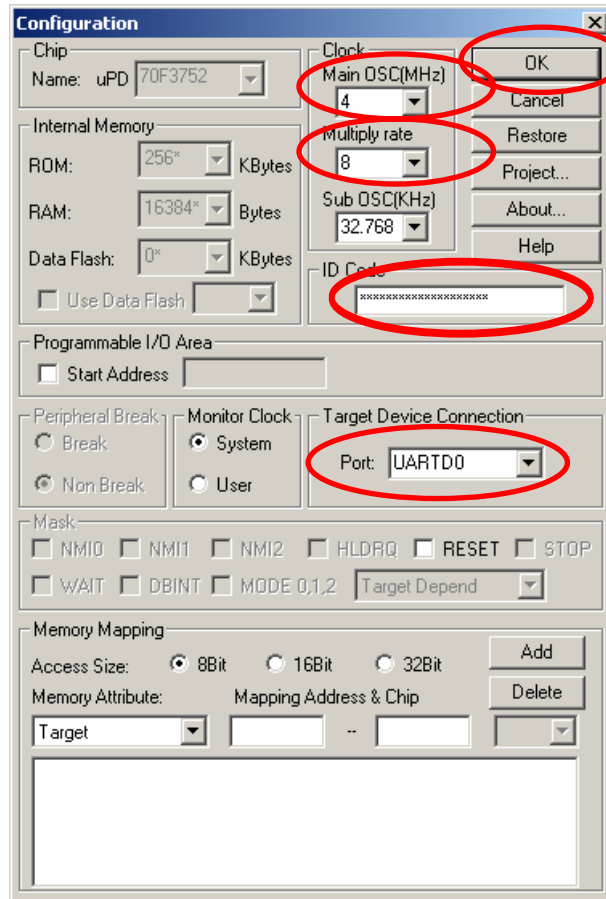 Configuration
Chip
Name: uPD 70F3752
Internal Memory
ROM: 256* KBytes
RAM: 16384* Bytes
Data Flash: 0* KBytes
Use Data Flash
Clock
Main OSC(MHz)
4
Multiply rate
8
Sub OSC(KHz)
32.768
OK
Cancel
Restore
Project...
About...
Help
ID Code
********************
Programmable I/O Area
Start Address
Peripheral Break
Break
Non Break
Monitor Clock
System
User
Target Device Connection
Port: UARTD0
Mask
NMI0 NMI1 NMI2 HLDRQ RESET STOP
WAIT DBINT MODE 0,1,2 Target Depend
Memory Mapping
Access Size: 8Bit 16Bit 32Bit
Add
Memory Attribute: Mapping Address & Chip
Delete
Target --